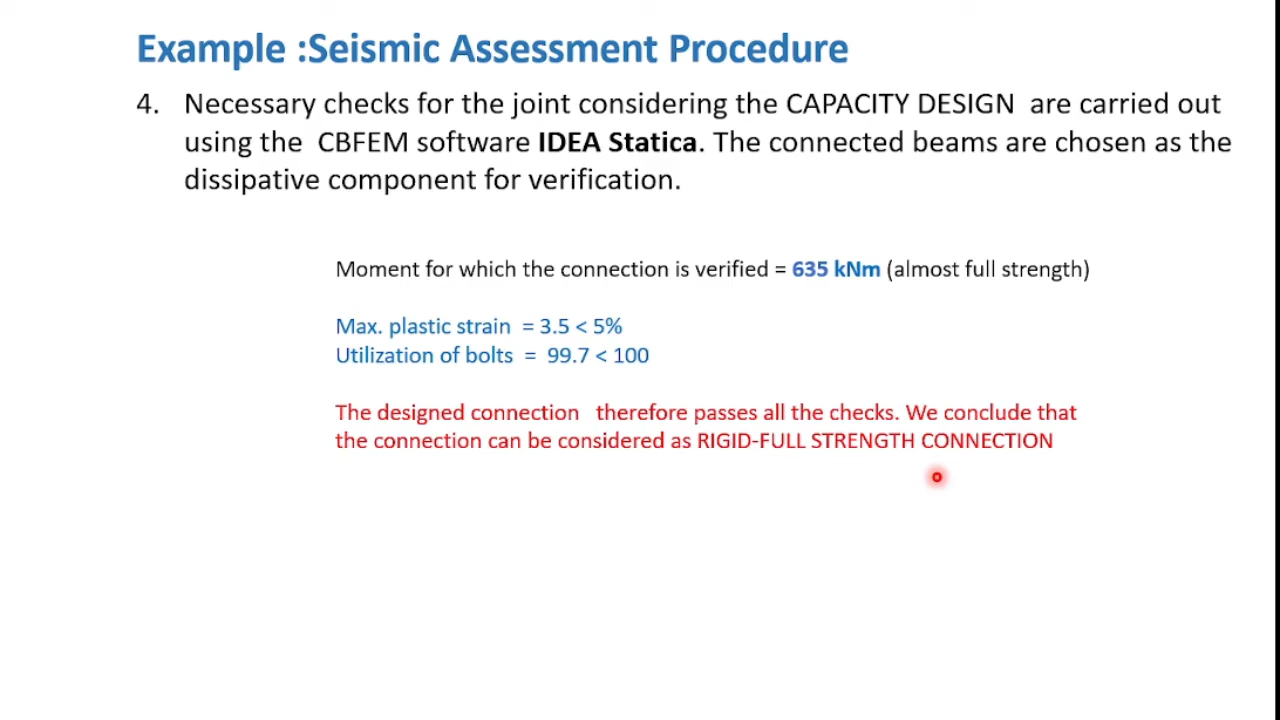 Example :Seismic Assessment Procedure
4. Necessary checks for the joint considering the CAPACITY DESIGN are carried out
using the CBFEM software IDEA Statica. The connected beams are chosen as the
dissipative component for verification.
Moment for which the connection is verified = 635 kNm (almost full strength)
Max. plastic strain = 3.5 < 5%
Utilization of bolts = 99.7 < 100
The designed connection therefore passes all the checks. We conclude that
the connection can be considered as RIGID-FULL STRENGTH CONNECTION